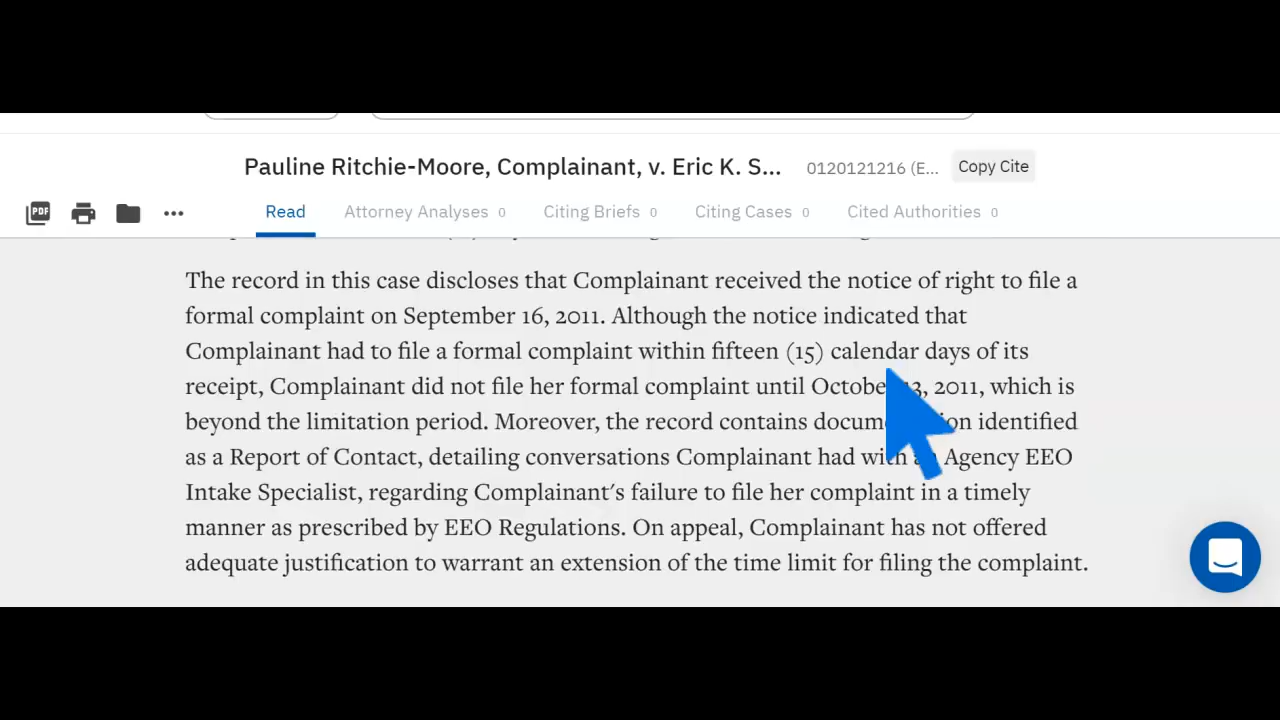 Pauline Ritchie-Moore, Complainant, v. Eric K. S... 0120121216 (E... Copy Cite
PDF Read Attorney Analyses 0 Citing Briefs 0 Citing Cases 0 Cited Authorities 0
The record in this case discloses that Complainant received the notice of right to file a
formal complaint on September 16, 2011. Although the notice indicated that
Complainant had to file a formal complaint within fifteen (15) calendar days of its
receipt, Complainant did not file her formal complaint until 2011, which is
beyond the limitation period. Moreover, the record contains identified
as a Report of Contact, detailing conversations Complainant had with Agency EEO
Intake Specialist, regarding Complainant's failure to file her complaint in a timely
manner as prescribed by EEO Regulations. On appeal, Complainant has not offered
adequate justification to warrant an extension of the time limit for filing the complaint.